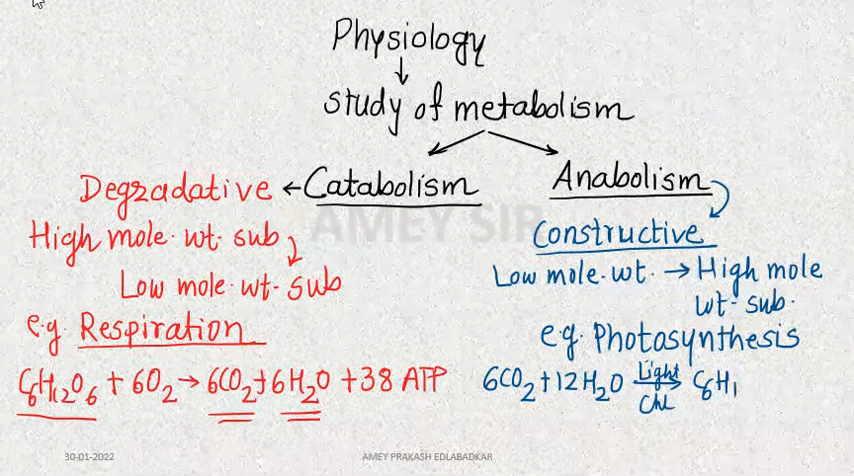 Physiology
↓
Study of metabolism
Degradative ← Catabolism
Anabolism
AMEY SIR
High mole. wt. sub
Low mole. wt. sub
Constructive
Low mole. wt. → High mole
wt. sub.
e.g. Respiration
e.g. Photosynthesis
C6H12O6 + 6O2 → 6CO2 + 6H2O + 38 ATP
6CO2 + 12H2O Light → Chl C6H1
30-01-2022
AMEY PRAKASH EDLABADKAR